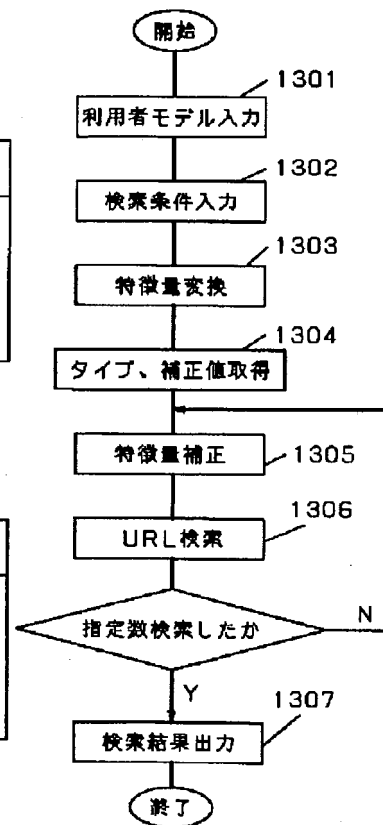 開始
1301
利用者モデル入力
1302
検索条件入力
1303
特徴量変換
1304
タイプ、補正値取得
特徴量補正
1305
1306
URL検索
指定数検索したか
N
Y
1307
検索結果出力
終了